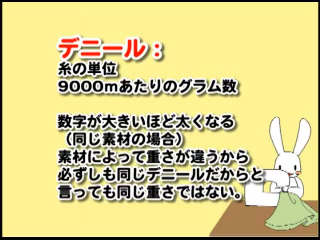 デニール：
糸の単位
9000mあたりのグラム数
数字が大きいほど太くなる
（同じ素材の場合）
素材によって重さが違うから
必ずしも同じデニールだからと
言っても同じ重さではない。